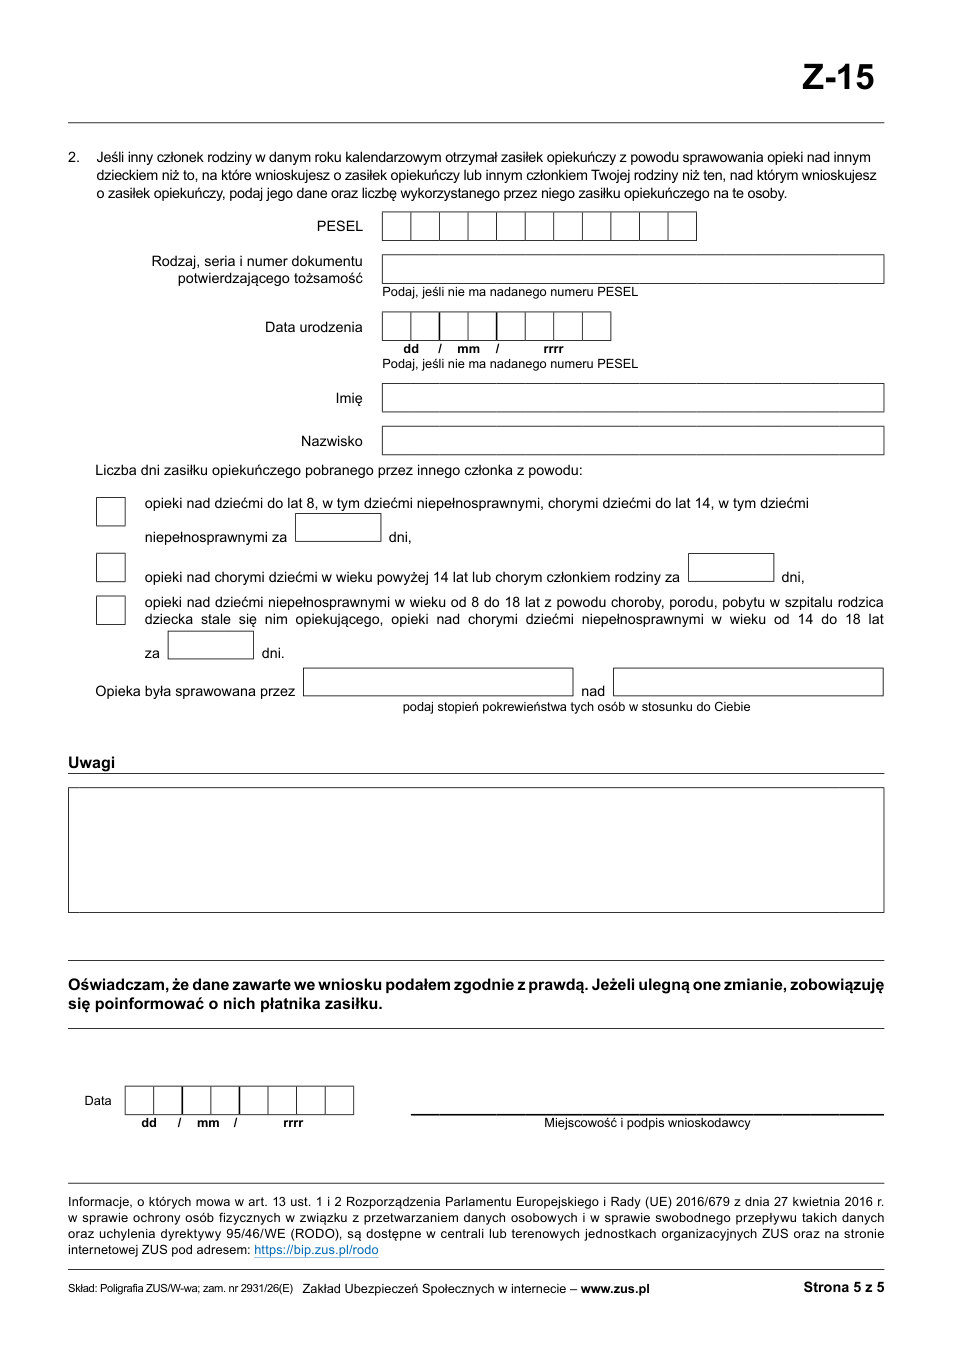 Z-15
2. Jeśli inny członek rodziny w danym roku kalendarzowym otrzymał zasiłek opiekuńczy z powodu sprawowania opieki nad innym
dzieckiem niż to, na które wnioskujesz o zasiłek opiekuńczy lub innym członkiem Twojej rodziny niż ten, nad którym wnioskujesz
o zasiłek opiekuńczy, podaj jego dane oraz liczbę wykorzystanego przez niego zasiłku opiekuńczego na te osoby.
PESEL
Rodzaj, seria i numer dokumentu
potwierdzającego tożsamość
Podaj, jeśli nie ma nadanego numeru PESEL
Data urodzenia
dd / mm / rrrr
Podaj, jeśli nie ma nadanego numeru PESEL
Imię
Nazwisko
Liczba dni zasiłku opiekuńczego pobranego przez innego członka z powodu:
opieki nad dziećmi do lat 8, w tym dziećmi niepełnosprawnymi, chorymi dziećmi do lat 14, w tym dziećmi
niepełnosprawnymi za dni,
opieki nad chorymi dziećmi w wieku powyżej 14 lat lub chorym członkiem rodziny za dni,
opieki nad dziećmi niepełnosprawnymi w wieku od 8 do 18 lat z powodu choroby, porodu, pobytu w szpitalu rodzica
dziecka stale się nim opiekującego, opieki nad chorymi dziećmi niepełnosprawnymi w wieku od 14 do 18 lat
za dni.
Opieka była sprawowana przez nad
podaj stopień pokrewieństwa tych osób w stosunku do Ciebie
Uwagi
Oświadczam, że dane zawarte we wniosku podałem zgodnie z prawdą. Jeżeli ulegną one zmianie, zobowiązuję
się poinformować o nich płatnika zasiłku.
Data
dd / mm / rrrr
Miejscowość i podpis wnioskodawcy
Informacje, o których mowa w art. 13 ust. 1 i 2 Rozporządzenia Parlamentu Europejskiego i Rady (UE) 2016/679 z dnia 27 kwietnia 2016 r.
w sprawie ochrony osób fizycznych w związku z przetwarzaniem danych osobowych i w sprawie swobodnego przepływu takich danych
oraz uchylenia dyrektywy 95/46/WE (RODO), są dostępne w centrali lub terenowych jednostkach organizacyjnych ZUS oraz na stronie
internetowej ZUS pod adresem: https://bip.zus.pl/rodo
Skład: Poligrafia ZUS/W-wa; zam. nr 2931/26(E) Zakład Ubezpieczeń Społecznych w internecie – www.zus.pl Strona 5 z 5